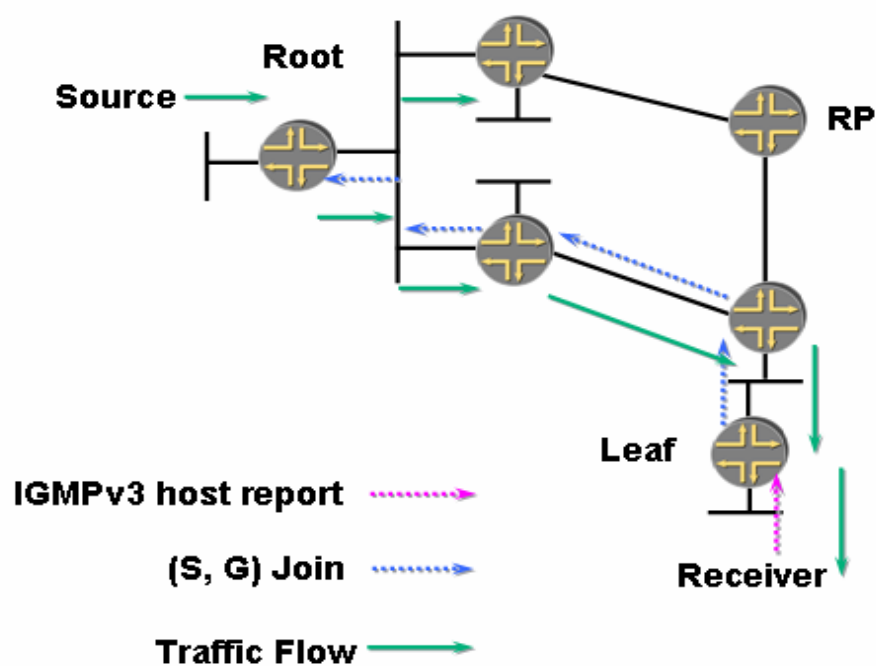 Root
Source
RP
Leaf
IGMPv3 host report
(S, G) Join
Receiver
Traffic Flow